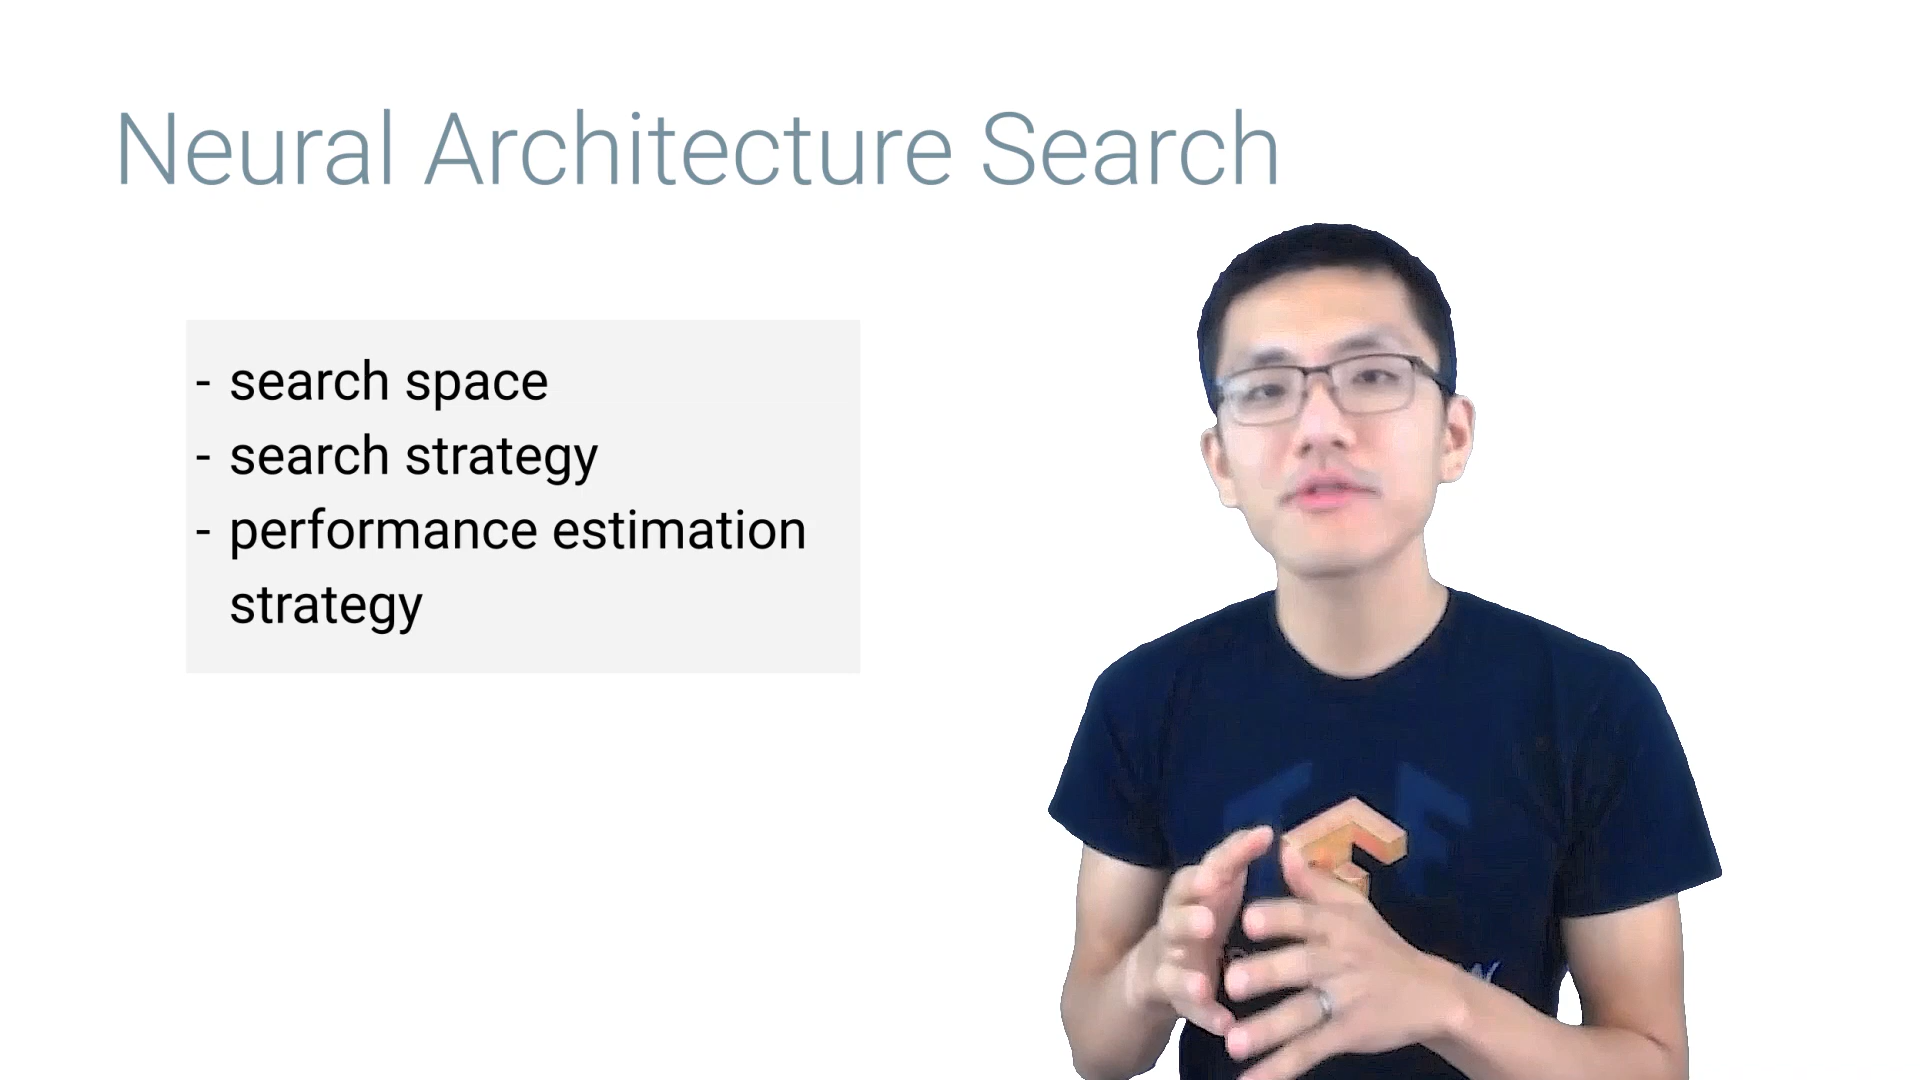 Neural Architecture Search
- search space
- search strategy
- performance estimation
strategy